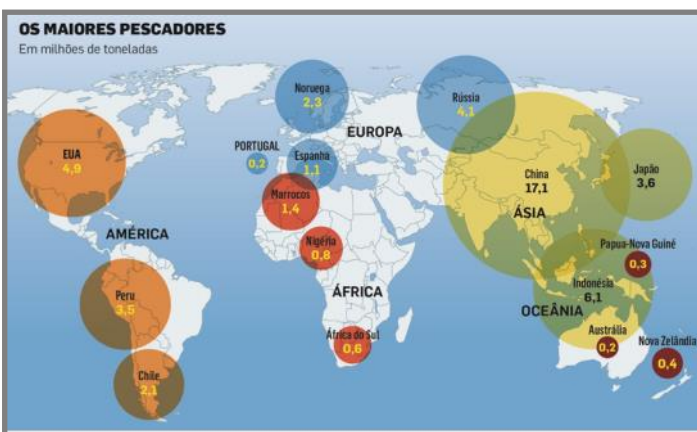 OS MAIORES PESCADORES
Em milhões de toneladas
Noruega
2,3
Rússia
4,1
EUROPA
PORTUGAL
0,2
Espanha
1,1
EUA
4,9
Marrocos
1,4
China
17,1
Japão
3,6
ÁSIA
AMÉRICA
Nigéria
0,8
Papua-Nova Guiné
0,3
Peru
3,5
ÁFRICA
Indonésia
6,1
OCEÂNIA
África do Sul
0,6
Austrália
0,2
Nova Zelândia
0,4
Chile
2,1